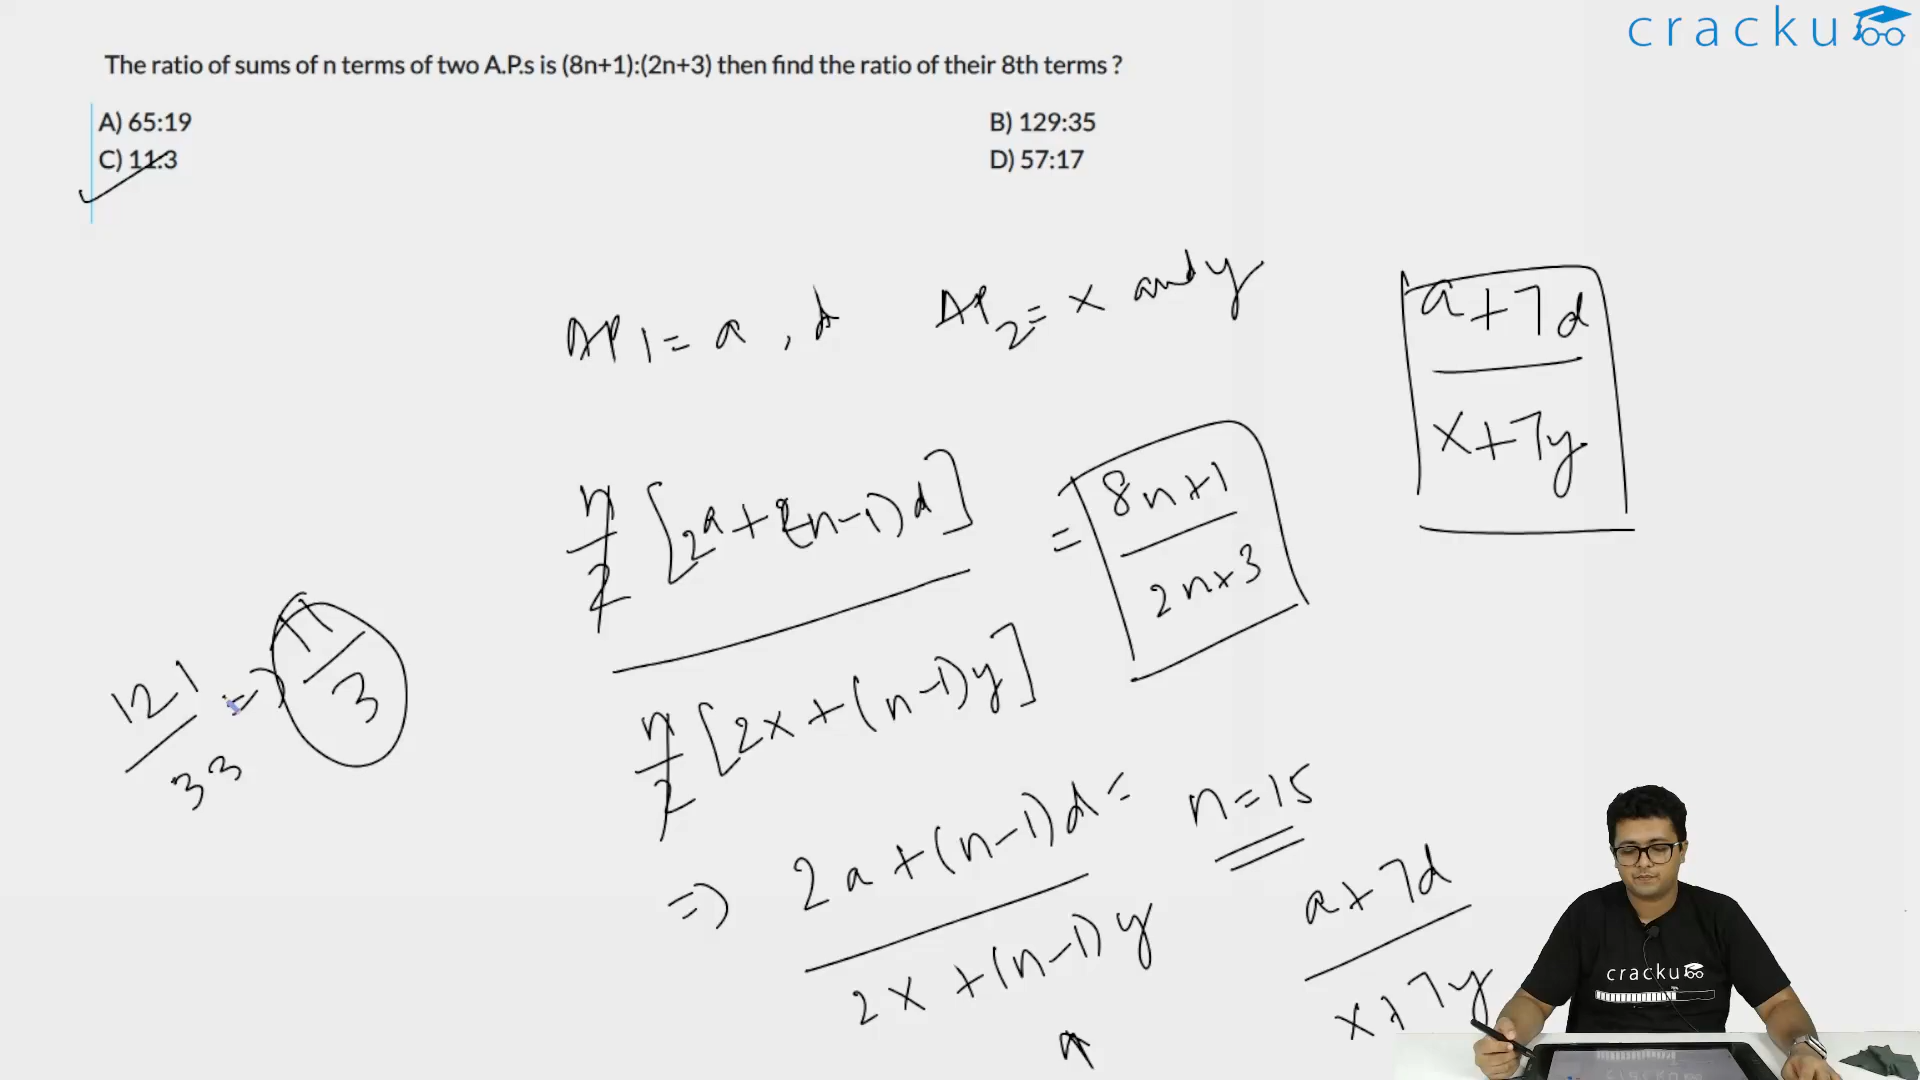 cracku
The ratio of sums of n terms of two A.P.s is (8n+1):(2n+3) then find the ratio of their 8th terms ?
A) 65:19
B) 129:35
C) 11:3
D) 57:17
AP1 = a , d
AP2 = x and y
a+7d
x+7y
n/2 [2a+(n-1)d]
n/2 [2x+(n-1)y]
= 8n+1
2n+3
121
33
=> 11
3
=> 2a+(n-1)d =
2x+(n-1)y
n=15
a+7d
x+7y
cracku